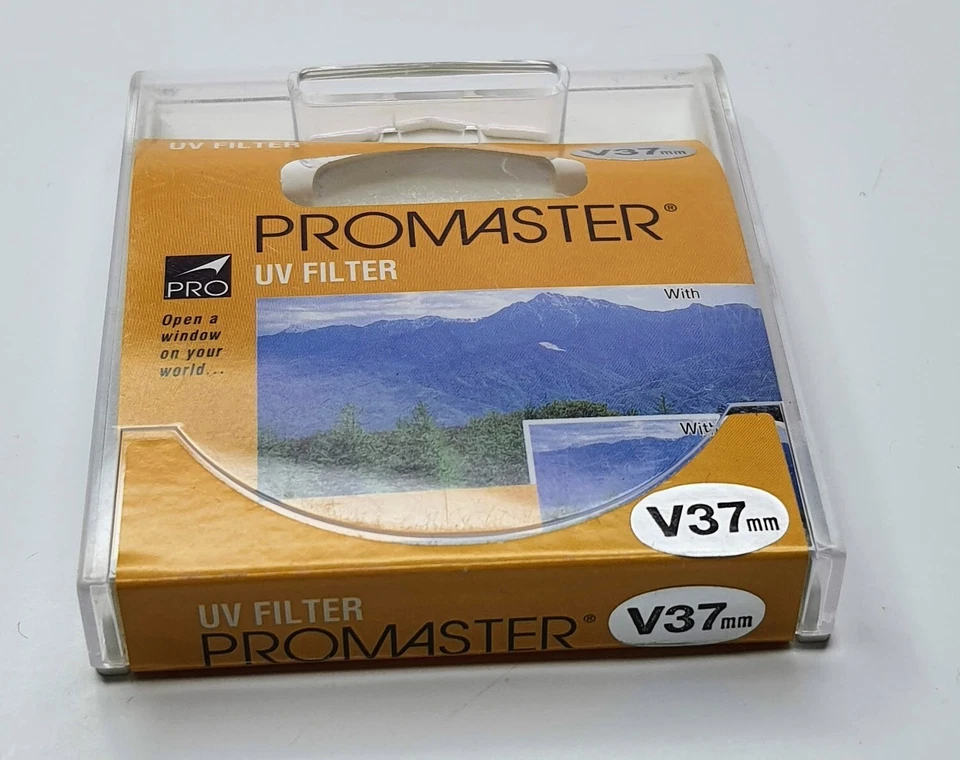 UV FILTER
V37mm
PROMASTER®
UV FILTER
PRO
Open a
window
on your
world...
With
With
V37mm
UV FILTER
PROMASTER®
V37mm